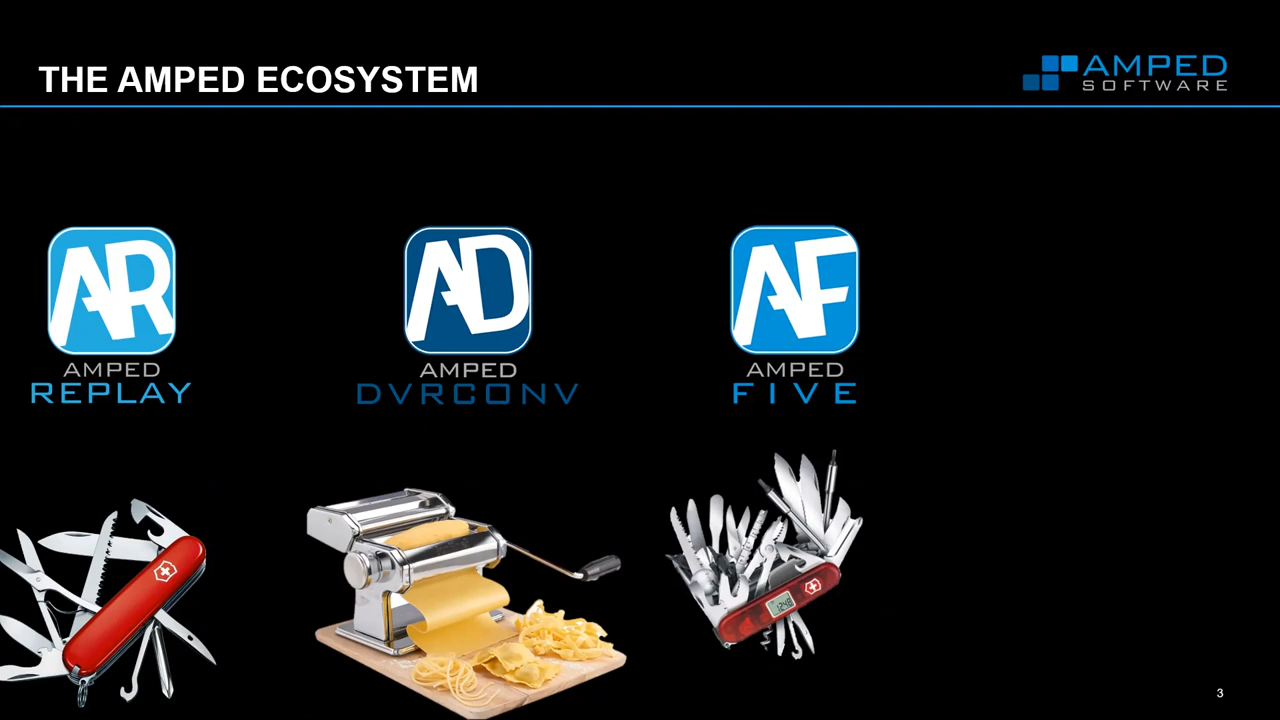 THE AMPED ECOSYSTEM
AMPED
SOFTWARE
AR
AD
AF
AMPED
REPLAY
AMPED
DVRCONV
AMPED
FIVE
3